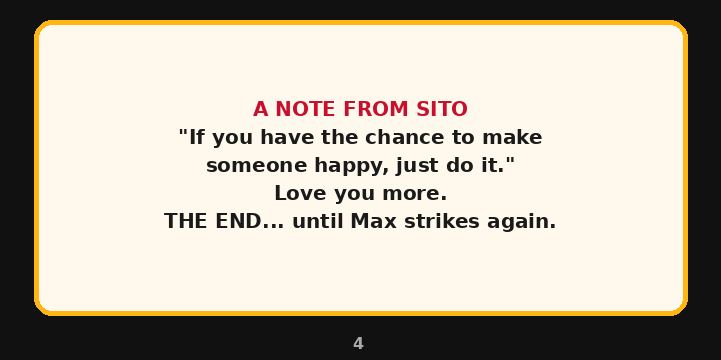 A NOTE FROM SITO
"If you have the chance to make
someone happy, just do it."
Love you more.
THE END... until Max strikes again.
4